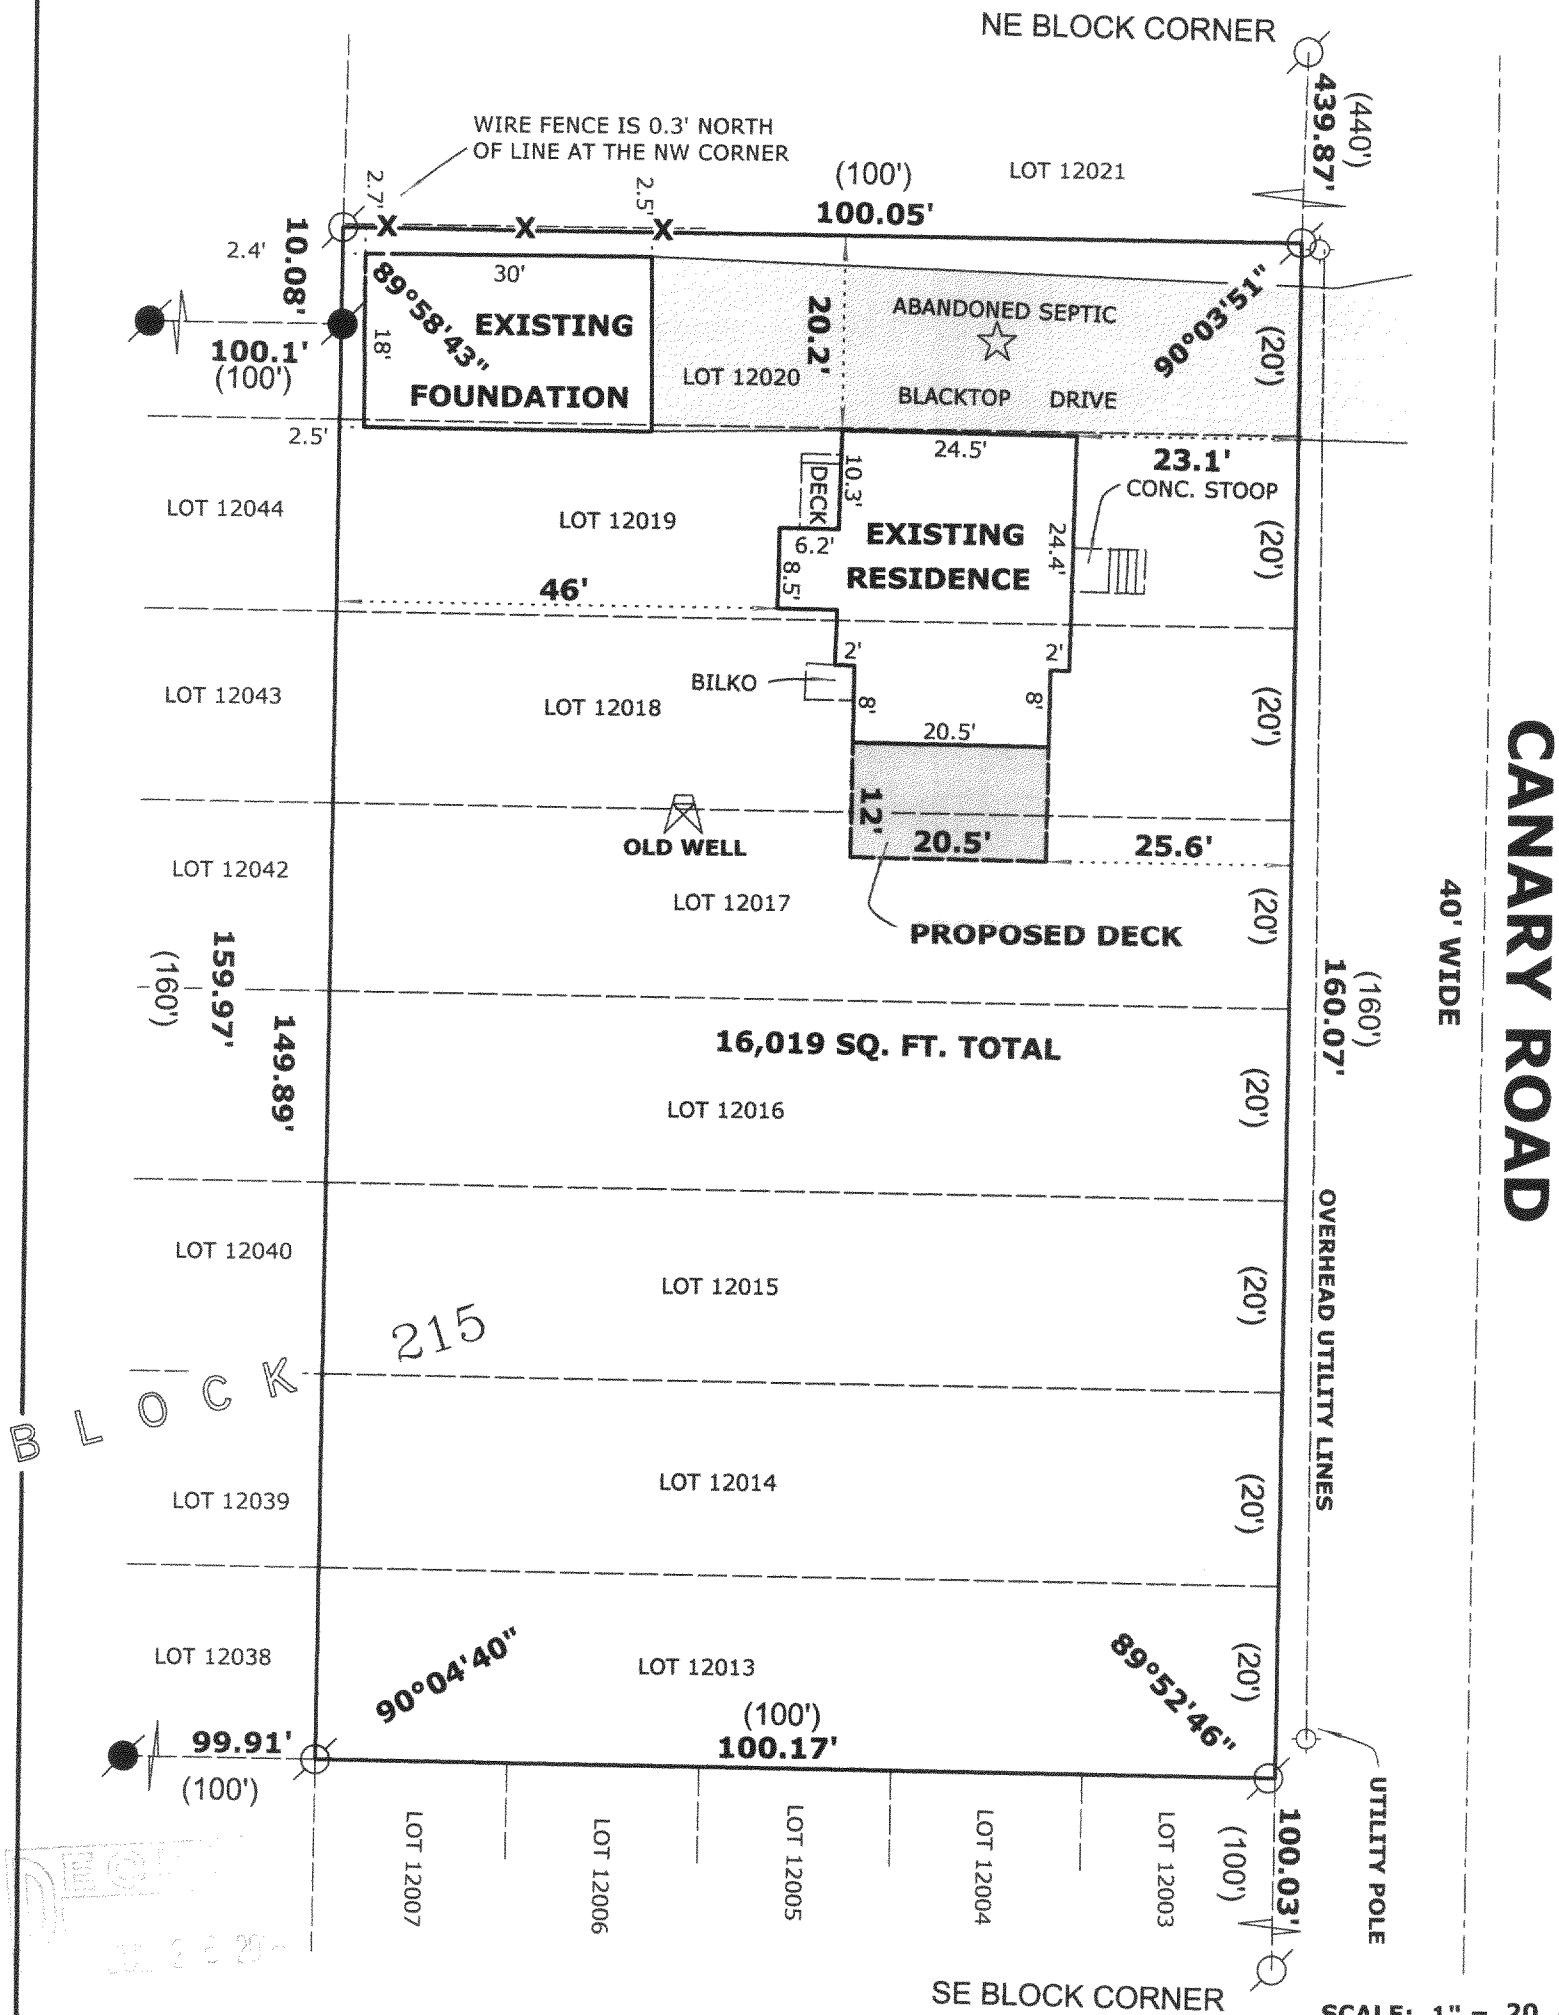 NE BLOCK CORNER
(440')
439.87'
WIRE FENCE IS 0.3' NORTH
OF LINE AT THE NW CORNER
(100')
100.05'
LOT 12021
2.7'
X
X
2.5'
X
10.08'
2.4'
100.1'
(100')
30'
89°58'43"
18'
EXISTING
FOUNDATION
LOT 12020
20.2'
ABANDONED SEPTIC
BLACKTOP DRIVE
90°03'51"
(20')
2.5'
24.5'
23.1'
CONC. STOOP
LOT 12044
LOT 12019
DECK
10.3'
EXISTING
RESIDENCE
24.4'
(20')
6.2'
8.5'
46'
2'
2'
LOT 12043
LOT 12018
BILKO
8'
8'
20.5'
(20')
12'
20.5'
25.6'
OLD WELL
LOT 12042
LOT 12017
PROPOSED DECK
(20')
CANARY ROAD
40' WIDE
(160')
159.97'
149.89'
(160')
160.07'
16,019 SQ. FT. TOTAL
LOT 12016
(20')
OVERHEAD UTILITY LINES
LOT 12040
LOT 12015
(20')
BLOCK
215
LOT 12039
LOT 12014
(20')
LOT 12038
90°04'40"
LOT 12013
89°52'46"
(20')
(100')
100.17'
99.91'
(100')
LOT 12007
LOT 12006
LOT 12005
LOT 12004
LOT 12003
100.03'
(100')
UTILITY POLE
SE BLOCK CORNER
SCALE: 1" = 20